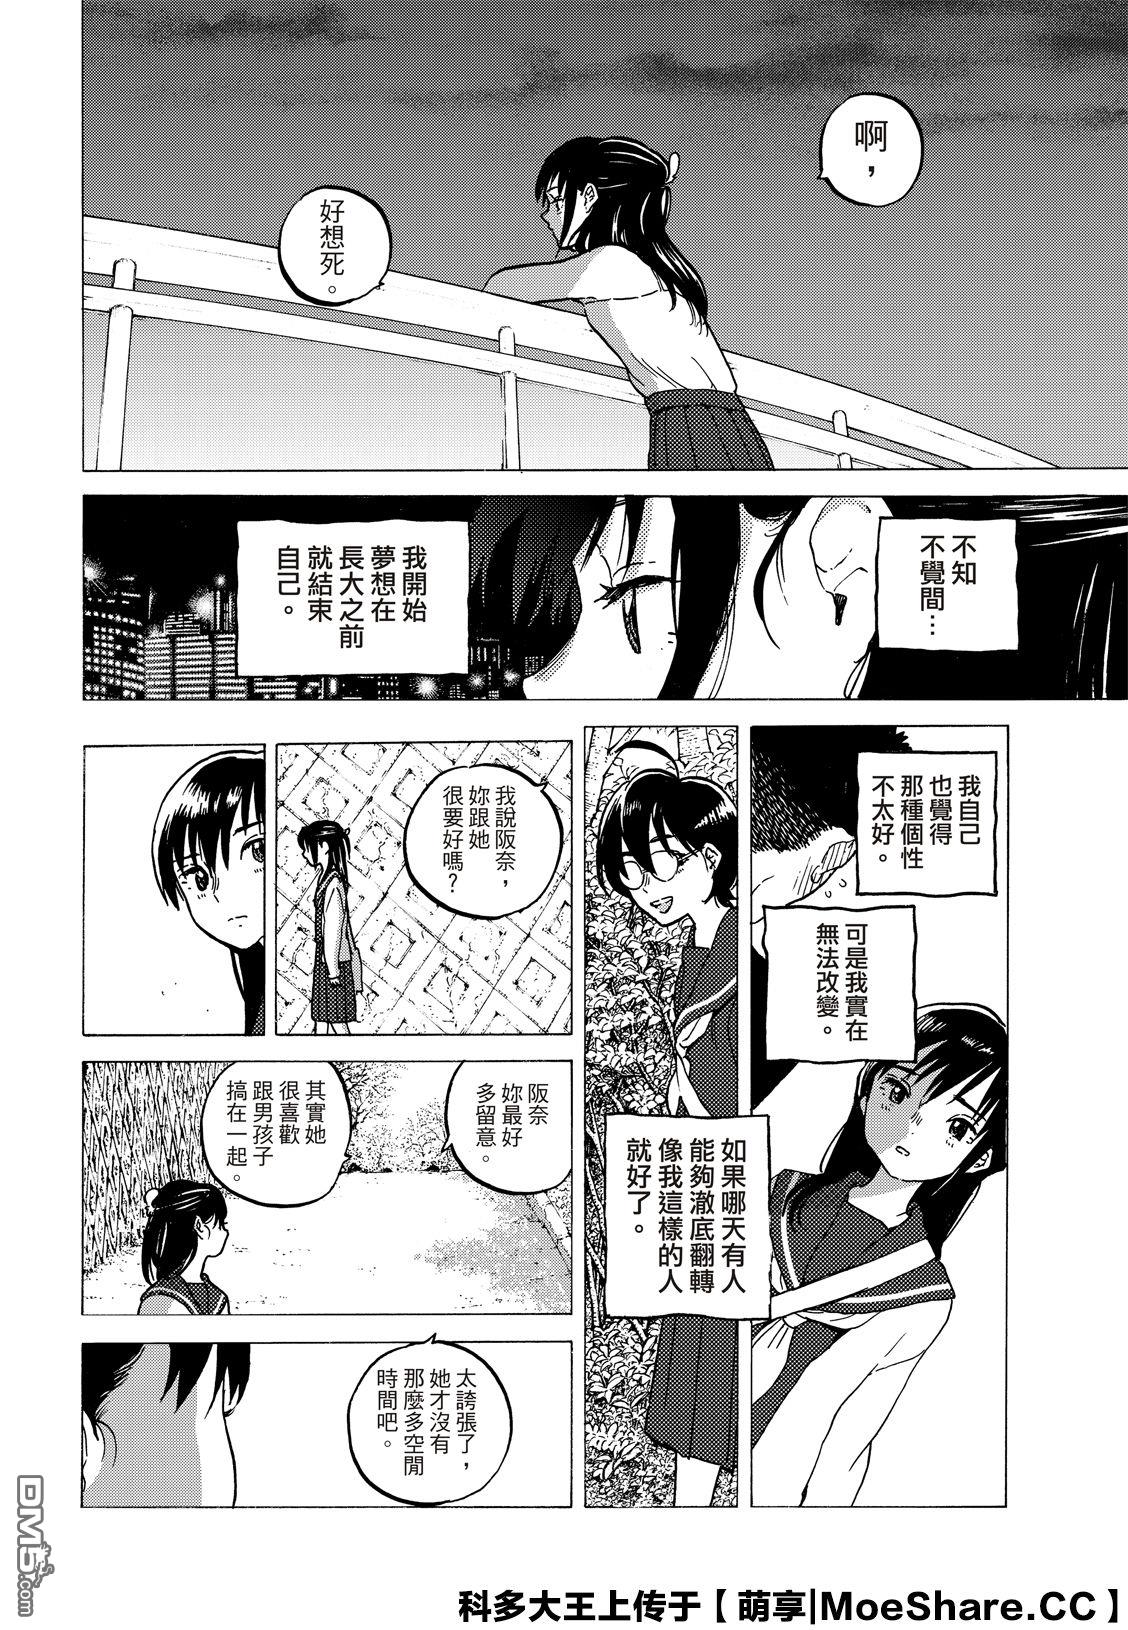 啊，
好想死。
不知
不覺間…
我開始
夢想在
長大之前
就結束
自己。
我自己
也覺得
那種個性
不太好。
可是我實在
無法改變。
如果哪天有人
能夠澈底翻轉
像我這樣的人
就好了。
我說阪奈，
妳跟她
很要好嗎？
阪奈
妳最好
多留意。
其實她
很喜歡
跟男孩子
搞在一起。
太誇張了，
她才沒有
那麼多空閒
時間吧。
DM5.com
科多大王上传于【萌享|MoeShare.CC】